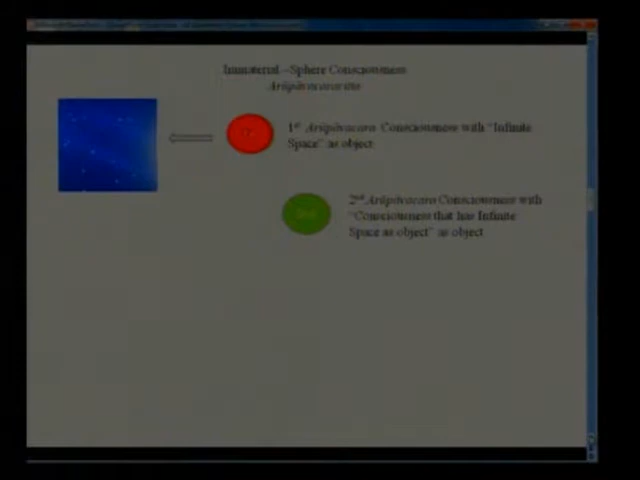 Immaterial –Sphere Consciousness
Arūpāvacaracitta
1st Arūpāvacara Consciousness with "Infinite
Space" as object
2nd Arūpāvacara Consciousness with
"Consciousness that has Infinite
Space as object" as object